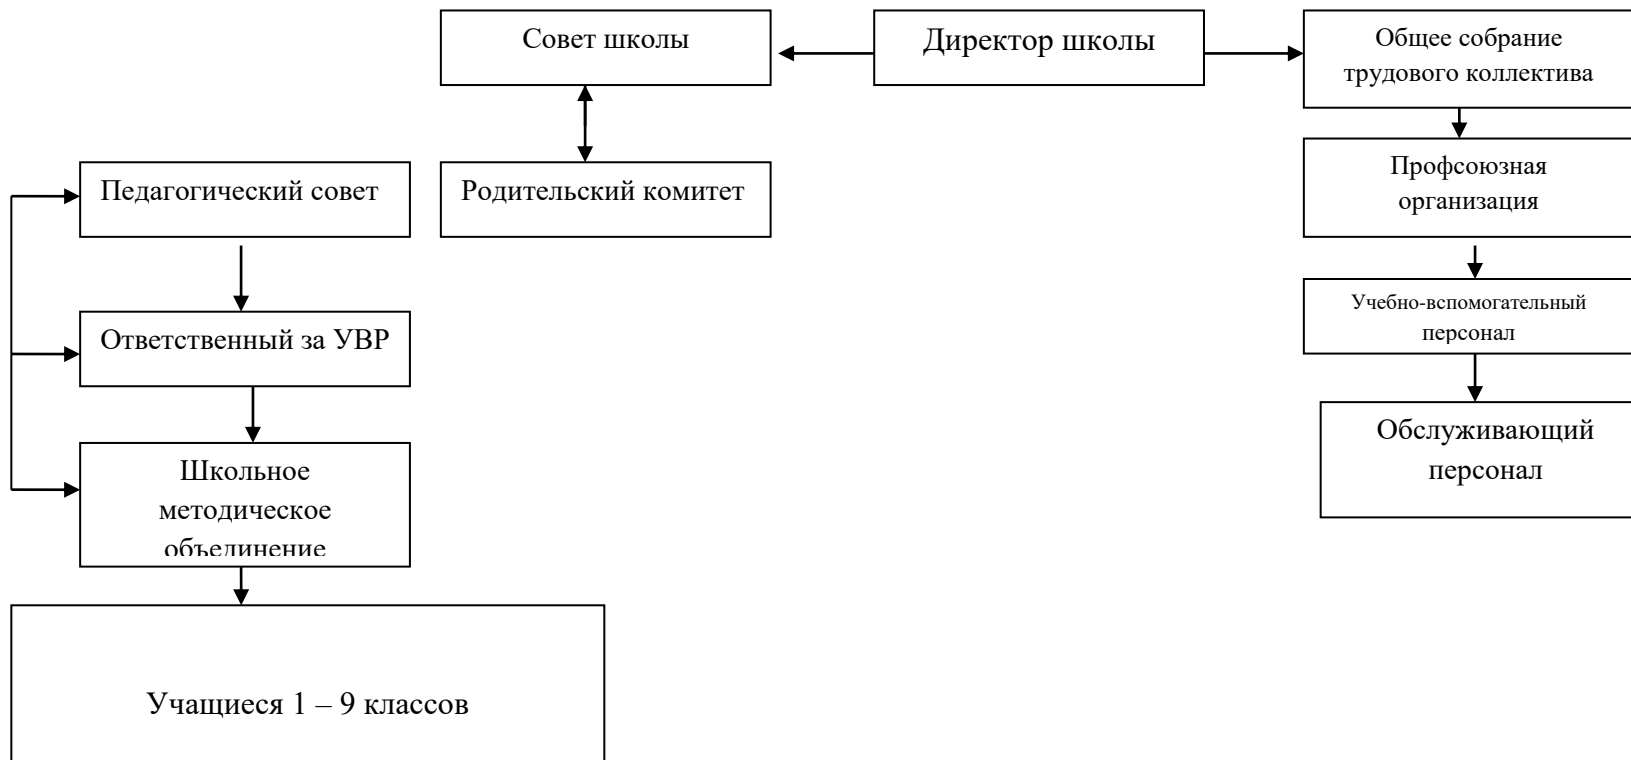 Совет школы
Директор школы
Общее собрание
трудового коллектива
Педагогический совет
Родительский комитет
Профсоюзная
организация
Ответственный за УВР
Учебно-вспомогательный
персонал
Школьное
методическое
объединение
Обслуживающий
персонал
Учащиеся 1 – 9 классов